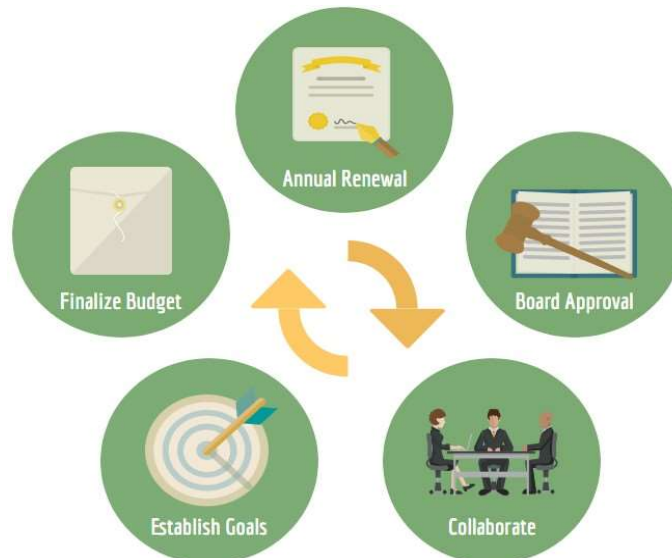 Annual Renewal
Board Approval
Collaborate
Establish Goals
Finalize Budget